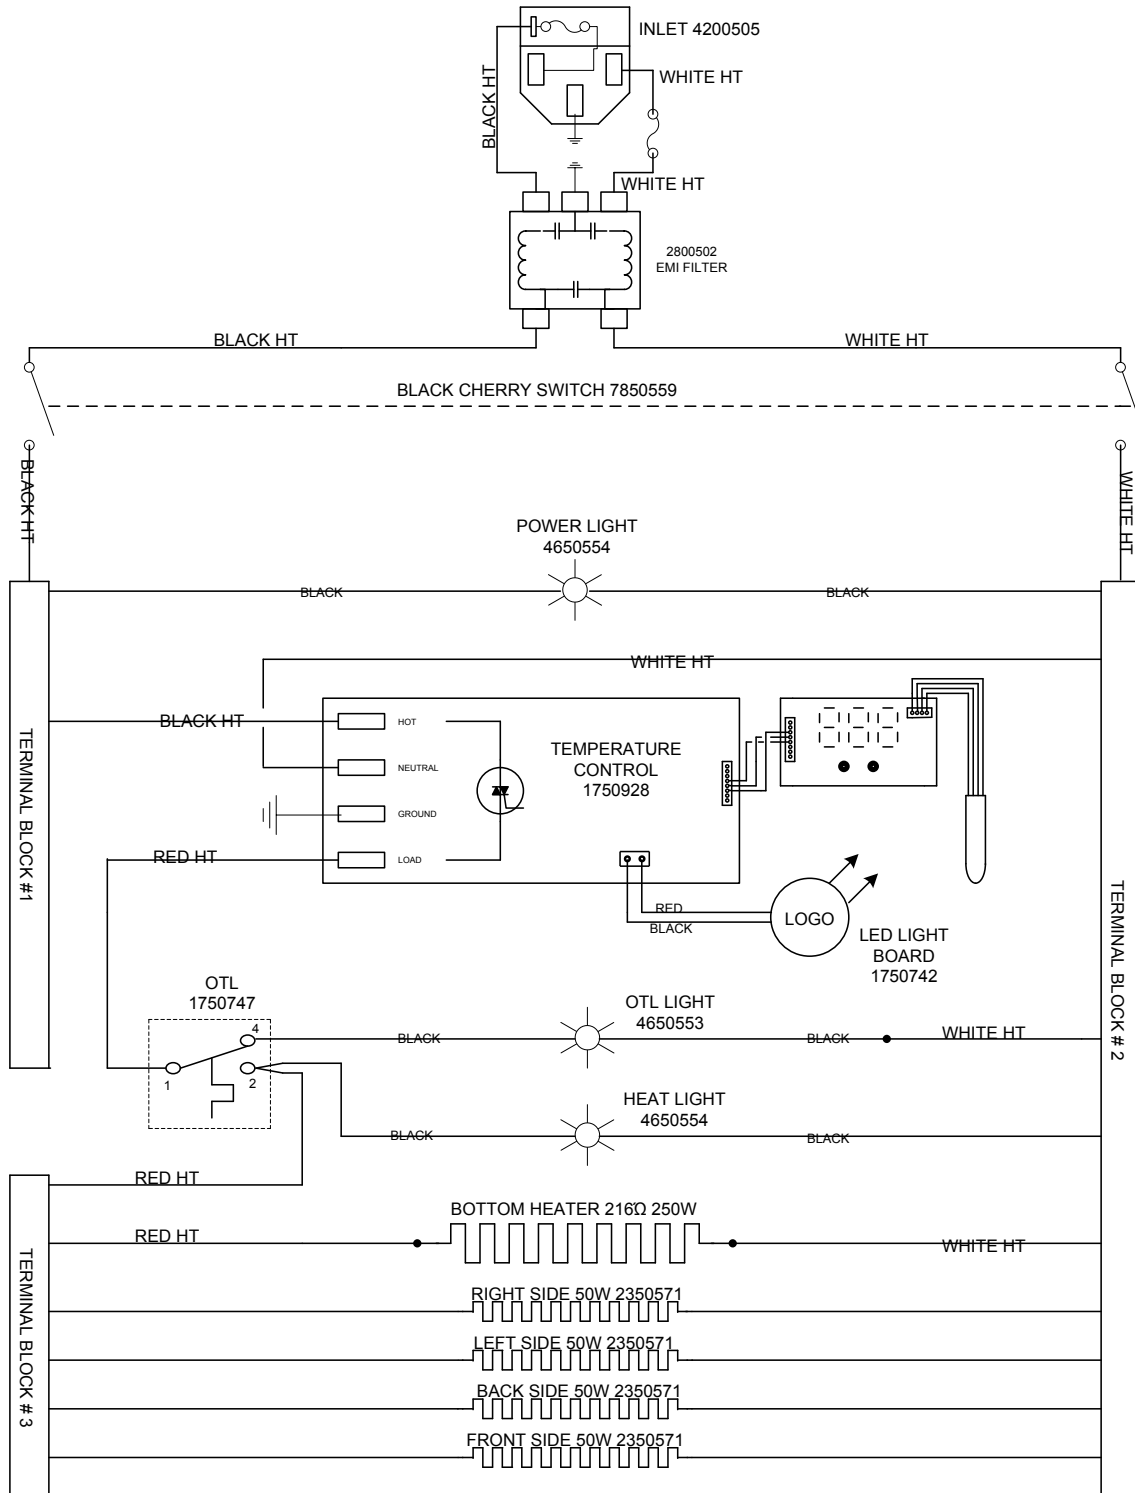 INLET 4200505
BLACK HT
WHITE HT
WHITE HT
2800502
EMI FILTER
BLACK HT
WHITE HT
BLACK CHERRY SWITCH 7850559
BLACK HT
WHITE HT
POWER LIGHT
4650554
BLACK
BLACK
WHITE HT
BLACK HT
HOT
TEMPERATURE
CONTROL
1750928
NEUTRAL
GROUND
RED HT
LOAD
TERMINAL BLOCK #1
RED
BLACK
LOGO
LED LIGHT
BOARD
1750742
TERMINAL BLOCK # 2
OTL
1750747
4
1
2
OTL LIGHT
4650553
BLACK
BLACK
WHITE HT
HEAT LIGHT
4650554
BLACK
BLACK
RED HT
BOTTOM HEATER 216Ω 250W
RED HT
WHITE HT
TERMINAL BLOCK # 3
RIGHT SIDE 50W 2350571
LEFT SIDE 50W 2350571
BACK SIDE 50W 2350571
FRONT SIDE 50W 2350571